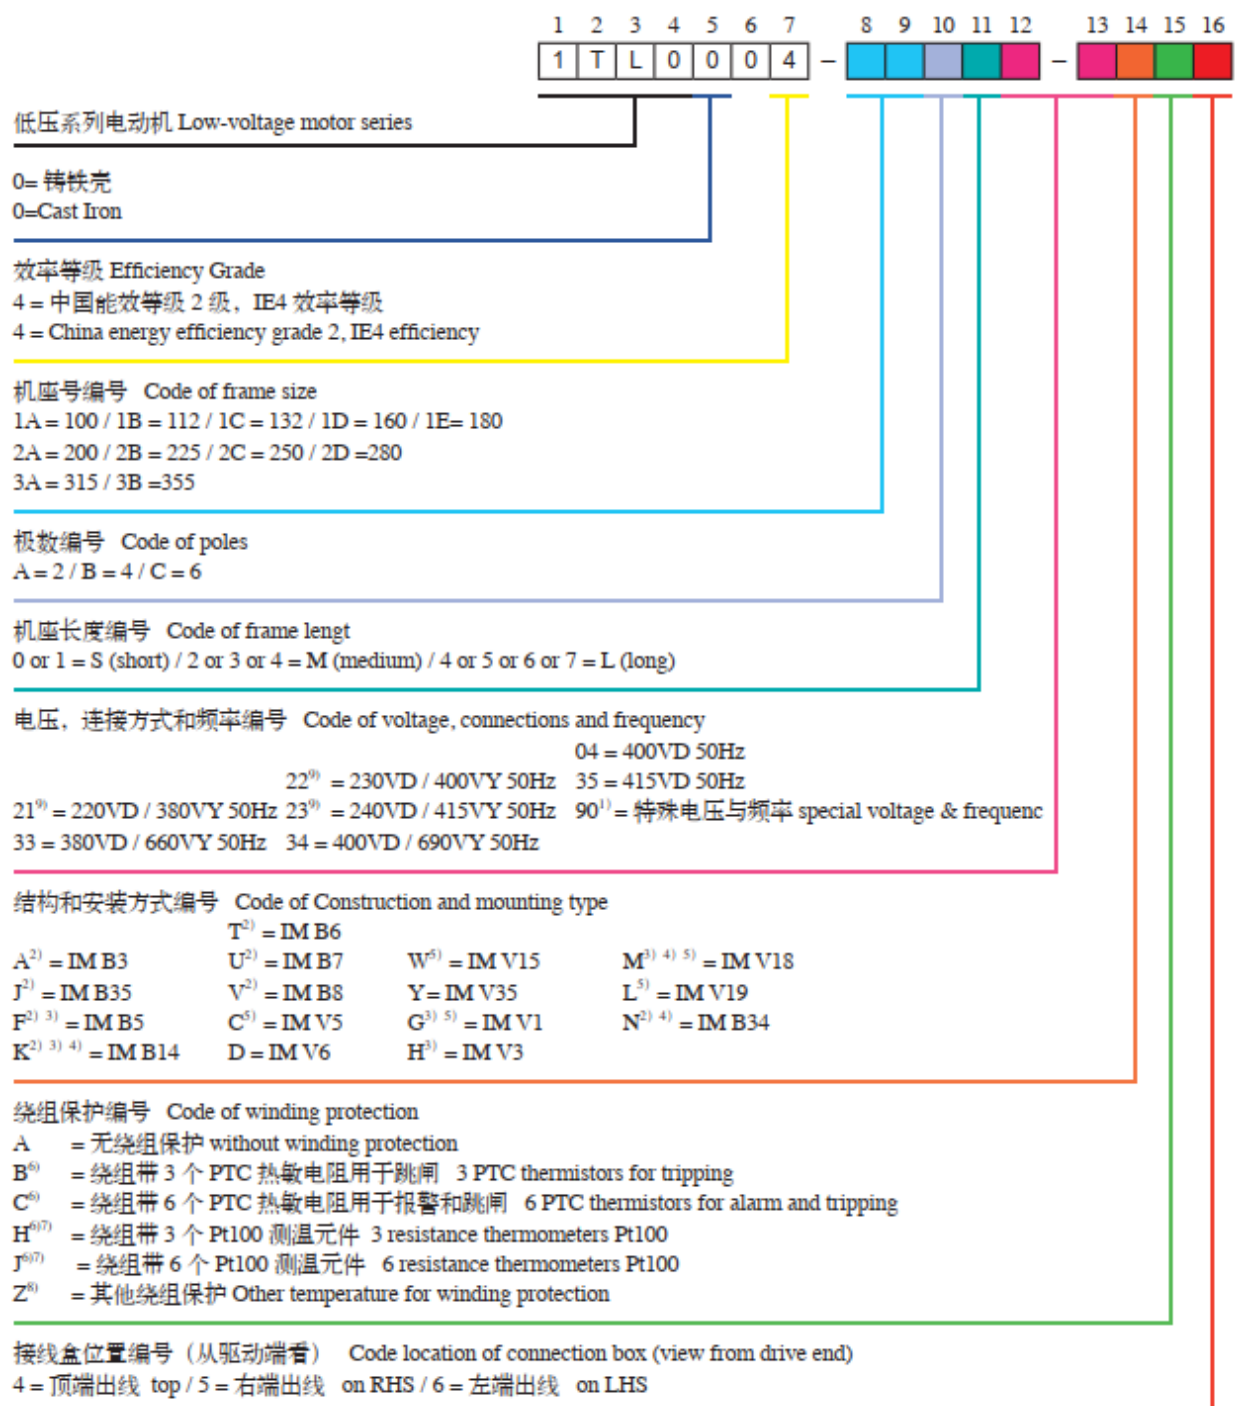 1 2 3 4 5 6 7 8 9 10 11 12 13 14 15 16
1 T L 0 0 0 4 – –
低压系列电动机 Low-voltage motor series
0= 铸铁壳
0=Cast Iron
效率等级 Efficiency Grade
4 = 中国能效等级 2 级，IE4 效率等级
4 = China energy efficiency grade 2, IE4 efficiency
机座号编号 Code of frame size
1A = 100 / 1B = 112 / 1C = 132 / 1D = 160 / 1E= 180
2A = 200 / 2B = 225 / 2C = 250 / 2D =280
3A = 315 / 3B =355
极数编号 Code of poles
A = 2 / B = 4 / C = 6
机座长度编号 Code of frame lengt
0 or 1 = S (short) / 2 or 3 or 4 = M (medium) / 4 or 5 or 6 or 7 = L (long)
电压，连接方式和频率编号 Code of voltage, connections and frequency
04 = 400VD 50Hz
22⁹⁾ = 230VD / 400VY 50Hz 35 = 415VD 50Hz
21⁹⁾ = 220VD / 380VY 50Hz 23⁹⁾ = 240VD / 415VY 50Hz 90¹⁾ = 特殊电压与频率 special voltage & frequenc
33 = 380VD / 660VY 50Hz 34 = 400VD / 690VY 50Hz
结构和安装方式编号 Code of Construction and mounting type
T²⁾ = IM B6
A²⁾ = IM B3 U²⁾ = IM B7 W⁵⁾ = IM V15 M³⁾ ⁴⁾ ⁵⁾ = IM V18
J²⁾ = IM B35 V²⁾ = IM B8 Y= IM V35 L⁵⁾ = IM V19
F²⁾ ³⁾ = IM B5 C⁵⁾ = IM V5 G³⁾ ⁵⁾ = IM V1 N²⁾ ⁴⁾ = IM B34
K²⁾ ³⁾ ⁴⁾ = IM B14 D = IM V6 H³⁾ = IM V3
绕组保护编号 Code of winding protection
A = 无绕组保护 without winding protection
B⁶⁾ = 绕组带 3 个 PTC 热敏电阻用于跳闸 3 PTC thermistors for tripping
C⁶⁾ = 绕组带 6 个 PTC 热敏电阻用于报警和跳闸 6 PTC thermistors for alarm and tripping
H⁶⁾⁷⁾ = 绕组带 3 个 Pt100 测温元件 3 resistance thermometers Pt100
J⁶⁾⁷⁾ = 绕组带 6 个 Pt100 测温元件 6 resistance thermometers Pt100
Z⁸⁾ = 其他绕组保护 Other temperature for winding protection
接线盒位置编号（从驱动端看） Code location of connection box (view from drive end)
4 = 顶端出线 top / 5 = 右端出线 on RHS / 6 = 左端出线 on LHS